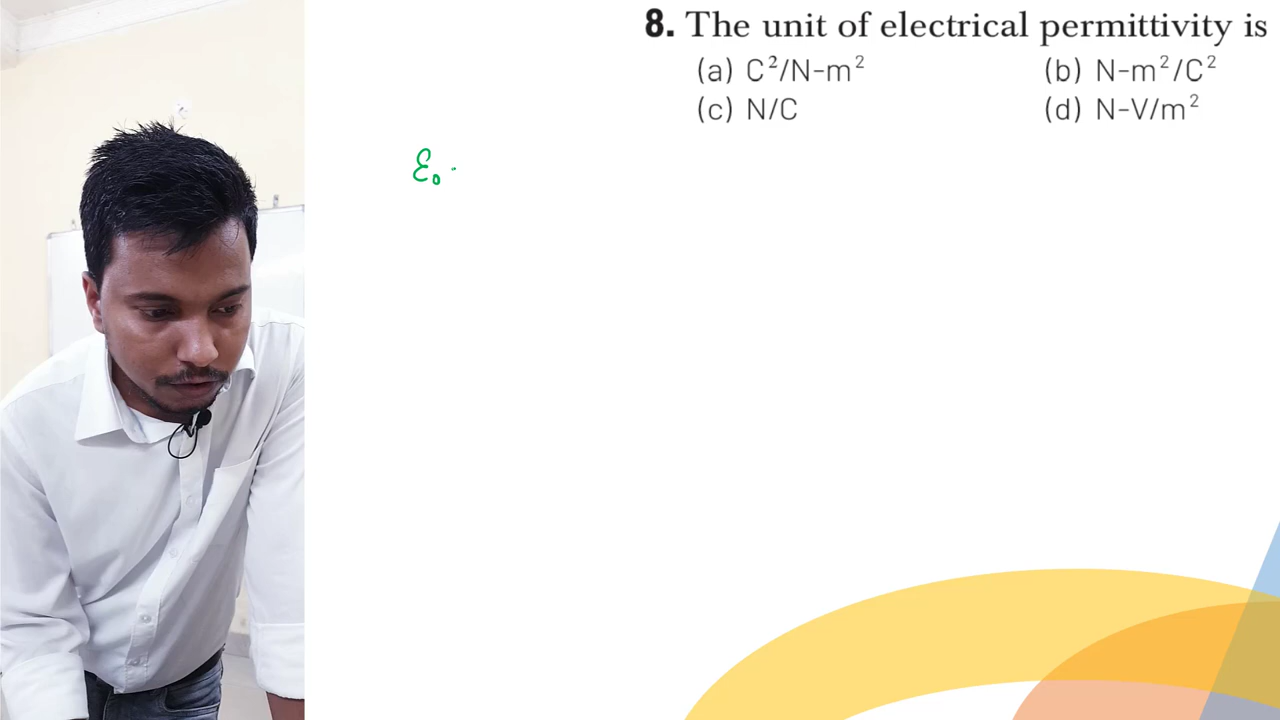 8. The unit of electrical permittivity is
(a) C²/N-m² (b) N-m²/C²
(c) N/C (d) N-V/m²
ε₀